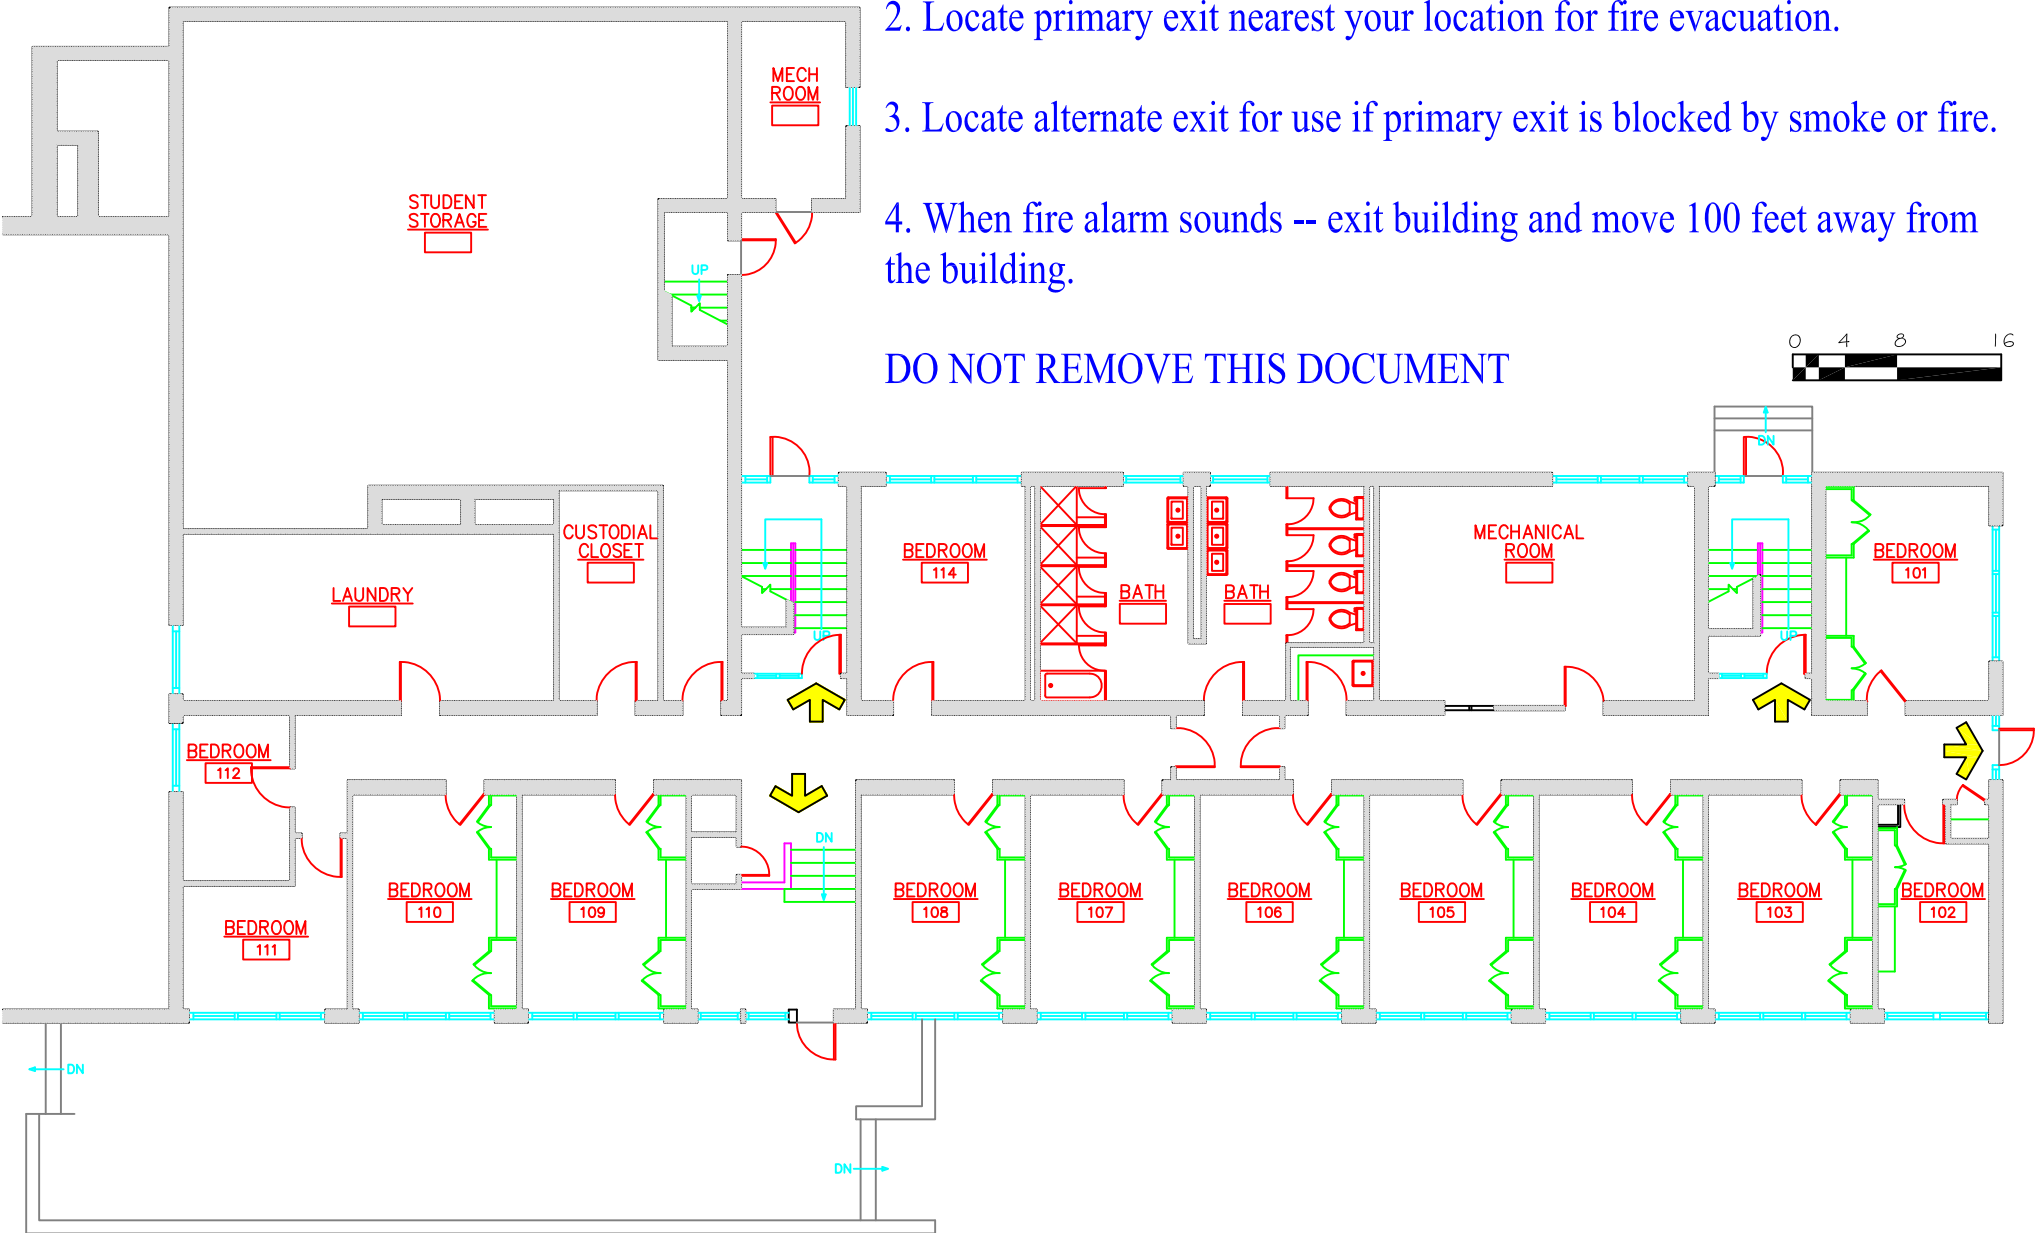 2. Locate primary exit nearest your location for fire evacuation.
MECH
ROOM
3. Locate alternate exit for use if primary exit is blocked by smoke or fire.
STUDENT
STORAGE
4. When fire alarm sounds -- exit building and move 100 feet away from
the building.
UP
0 4 8 16
DO NOT REMOVE THIS DOCUMENT
DN
CUSTODIAL
CLOSET
LAUNDRY
UP
BEDROOM
114
BATH
BATH
MECHANICAL
ROOM
UP
BEDROOM
101
BEDROOM
112
BEDROOM
111
BEDROOM
110
BEDROOM
109
DN
BEDROOM
108
BEDROOM
107
BEDROOM
106
BEDROOM
105
BEDROOM
104
BEDROOM
103
BEDROOM
102
DN
DN